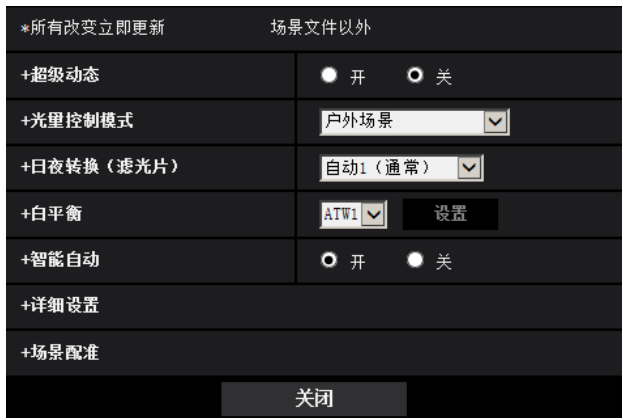 *所有改变立即更新 场景文件以外
+超级动态 开 关
+光里控制模式 户外场景
+日夜转换（滤光片） 自动1（通常）
+白平衡 ATW1 设置
+智能自动 开 关
+详细设置
+场景配准
关闭